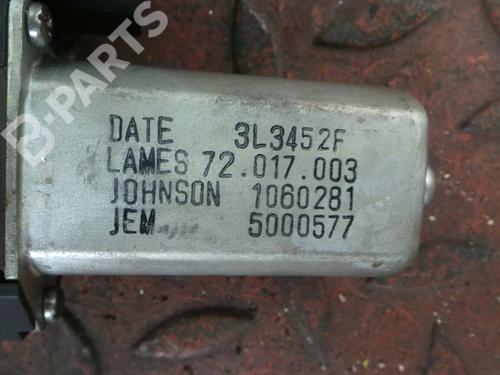 B-PARTS
DATE 3L3452F
LAMES 72.017.003
JOHNSON 1060281
JEM 5000577